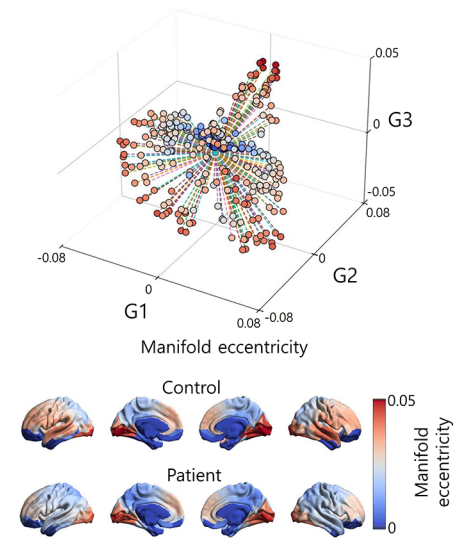 0.05
0
G3
-0.05
0.08
-0.08
0
G2
0
G1
0.08
-0.08
Manifold eccentricity
Control
0.05
Patient
Manifold
eccentricity
0